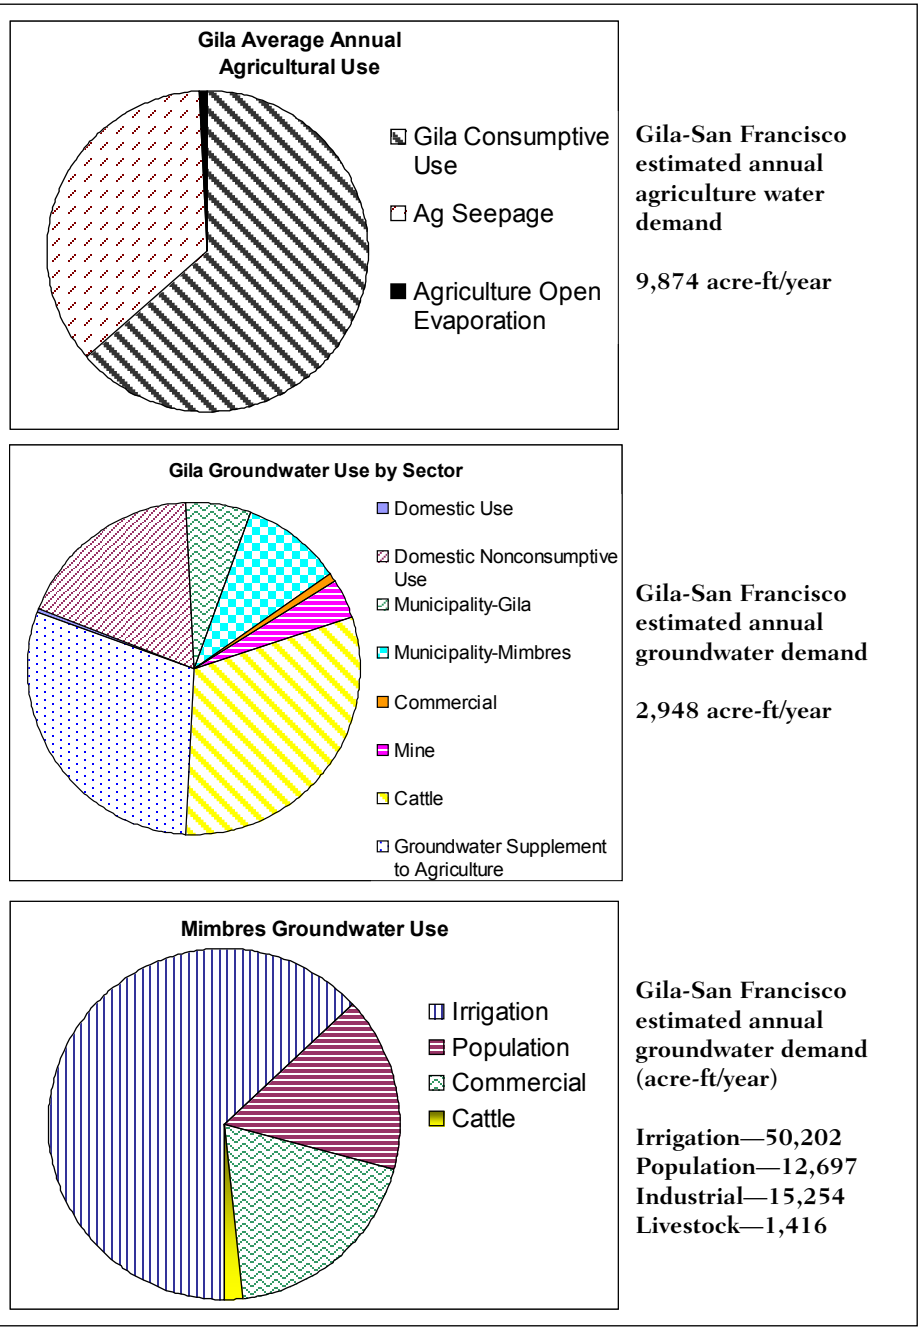 Gila Average Annual
Agricultural Use
Gila Consumptive
Use
Ag Seepage
Agriculture Open
Evaporation
Gila-San Francisco
estimated annual
agriculture water
demand
9,874 acre-ft/year
Gila Groundwater Use by Sector
Domestic Use
Domestic Nonconsumptive
Use
Municipality-Gila
Municipality-Mimbres
Commercial
Mine
Cattle
Groundwater Supplement
to Agriculture
Gila-San Francisco
estimated annual
groundwater demand
2,948 acre-ft/year
Mimbres Groundwater Use
Irrigation
Population
Commercial
Cattle
Gila-San Francisco
estimated annual
groundwater demand
(acre-ft/year)
Irrigation—50,202
Population—12,697
Industrial—15,254
Livestock—1,416